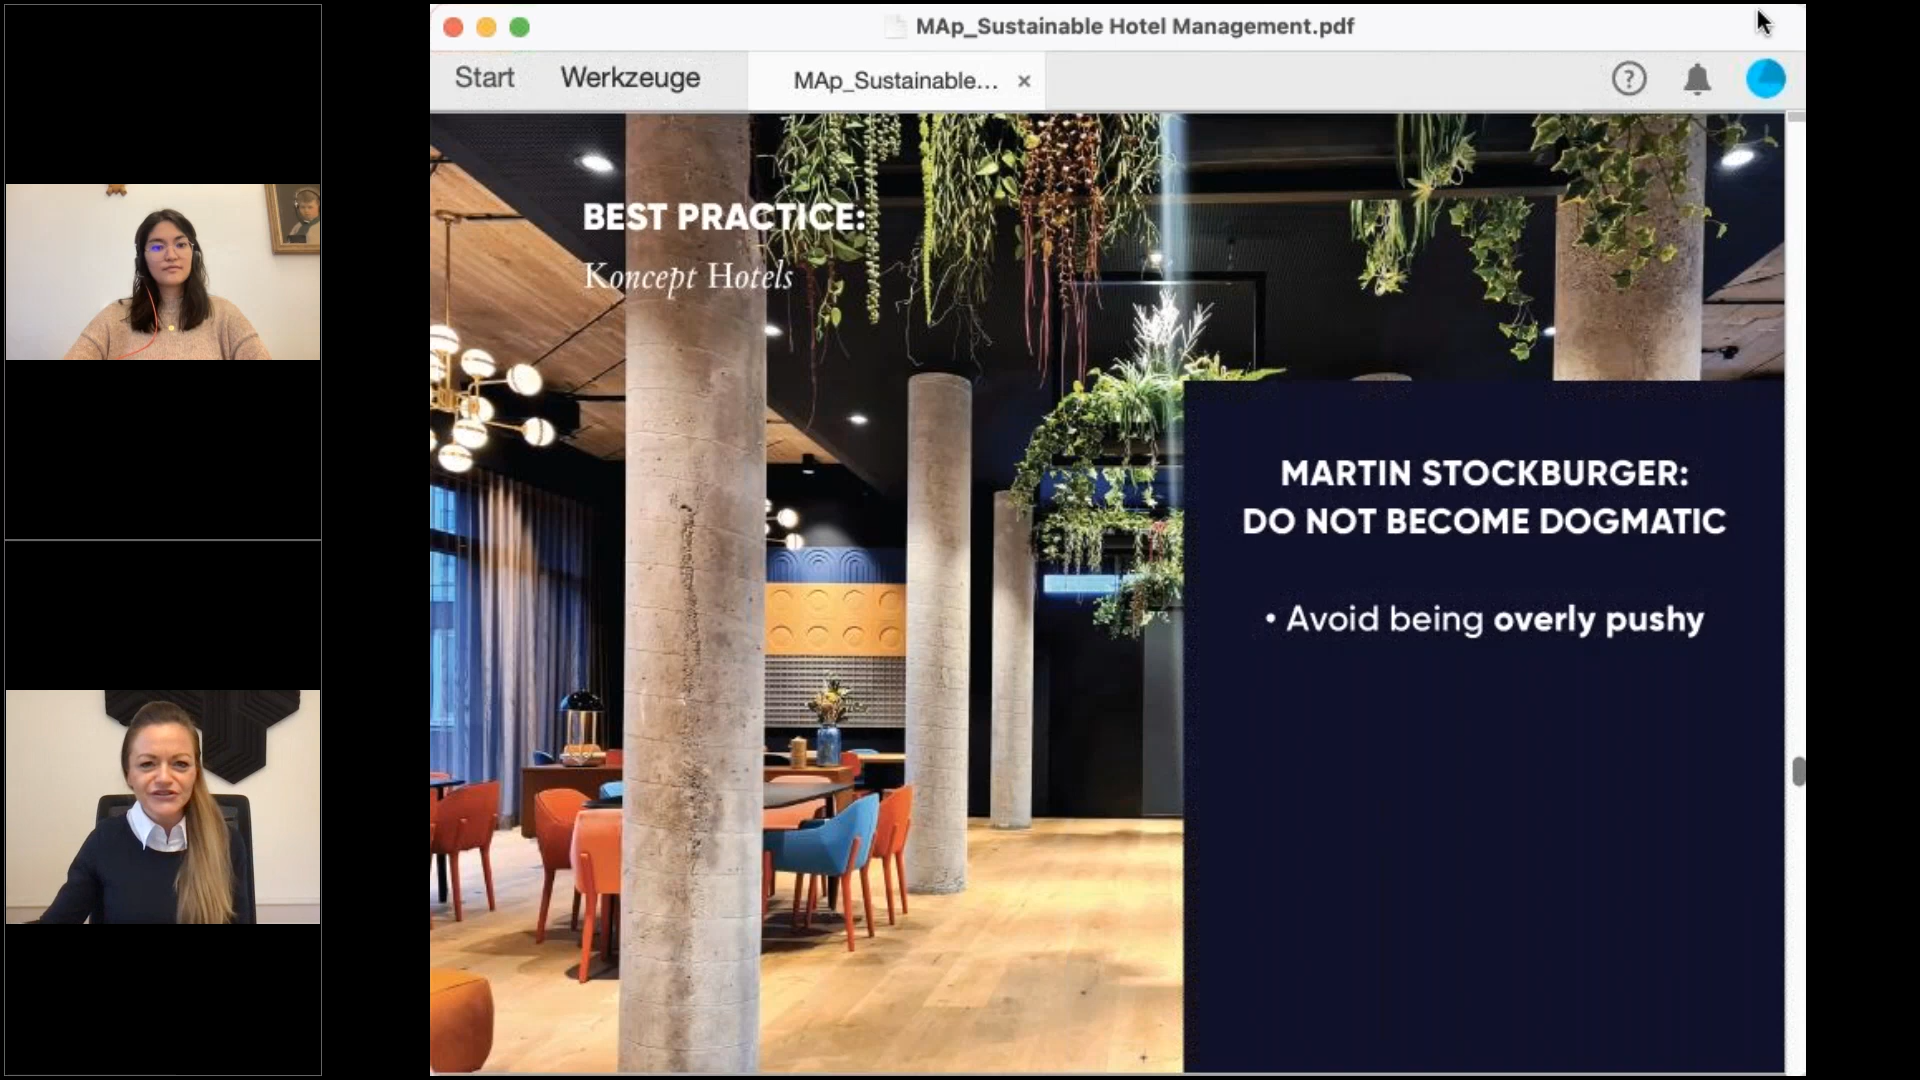 MAp_Sustainable Hotel Management.pdf
Start
Werkzeuge
MAp_Sustainable... ×
?
BEST PRACTICE:
Koncept Hotels
MARTIN STOCKBURGER:
DO NOT BECOME DOGMATIC
• Avoid being overly pushy